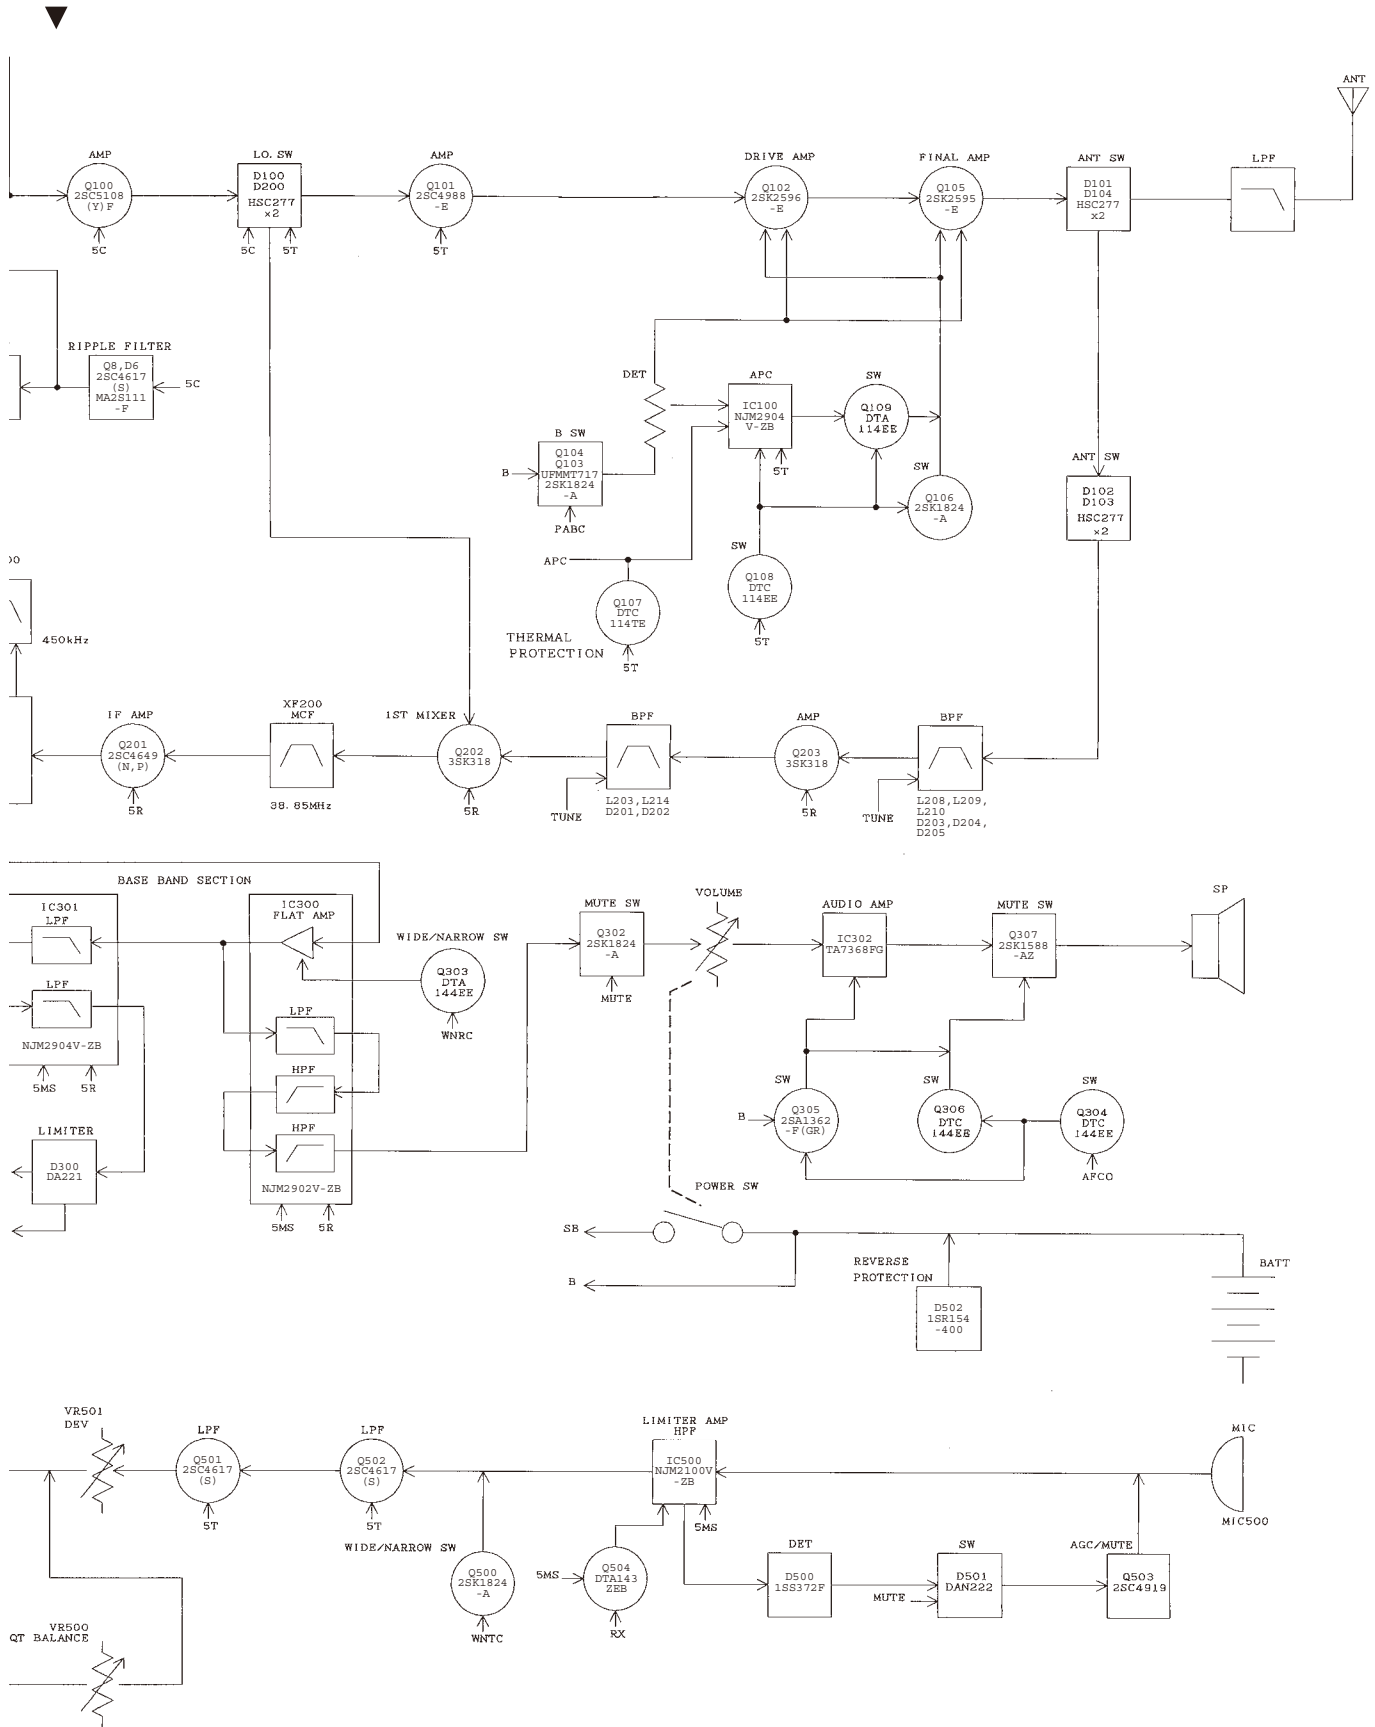 ANT
AMP
LO. SW
AMP
DRIVE AMP
FINAL AMP
ANT SW
LPF
Q100
2SC5108
(Y)F
D100
D200
HSC277
x2
Q101
2SC4988
-E
Q102
2SK2596
-E
Q105
2SK2595
-E
D101
D104
HSC277
x2
5C
5C
5T
5T
RIPPLE FILTER
Q8,D6
2SC4617
(S)
MA2S111
-F
5C
DET
APC
SW
IC100
NJM2904
V-ZB
Q109
DTA
114EE
5T
B SW
B
Q104
Q103
UFMMT717
2SK1824
-A
PABC
SW
Q106
2SK1824
-A
ANT SW
D102
D103
HSC277
x2
APC
SW
Q108
DTC
114EE
5T
Q107
DTC
114TE
THERMAL
PROTECTION
5T
00
450kHz
IF AMP
XF200
MCF
1ST MIXER
BPF
AMP
BPF
Q201
2SC4649
(N,P)
Q202
3SK318
Q203
3SK318
5R
38.85MHz
5R
TUNE
L203,L214
D201,D202
5R
TUNE
L208,L209,
L210
D203,D204,
D205
BASE BAND SECTION
IC301
LPF
LPF
NJM2904V-ZB
5MS
5R
IC300
FLAT AMP
LPF
HPF
HPF
NJM2902V-ZB
5MS
5R
WIDE/NARROW SW
Q303
DTA
144EE
WNRC
MUTE SW
Q302
2SK1824
-A
MUTE
VOLUME
AUDIO AMP
IC302
TA7368FG
MUTE SW
Q307
2SK1588
-AZ
SP
LIMITER
D300
DA221
SW
B
Q305
2SA1362
-F(GR)
SW
Q306
DTC
144EE
SW
Q304
DTC
144EE
AFCO
POWER SW
SB
B
REVERSE
PROTECTION
D502
1SR154
-400
BATT
VR501
DEV
LPF
Q501
2SC4617
(S)
5T
LPF
Q502
2SC4617
(S)
5T
LIMITER AMP
HPF
IC500
NJM2100V
-ZB
5MS
MIC
MIC500
WIDE/NARROW SW
Q500
2SK1824
-A
WNTC
5MS
Q504
DTA143
ZEB
RX
DET
D500
1SS372F
SW
D501
DAN222
MUTE
AGC/MUTE
Q503
2SC4919
VR500
QT BALANCE